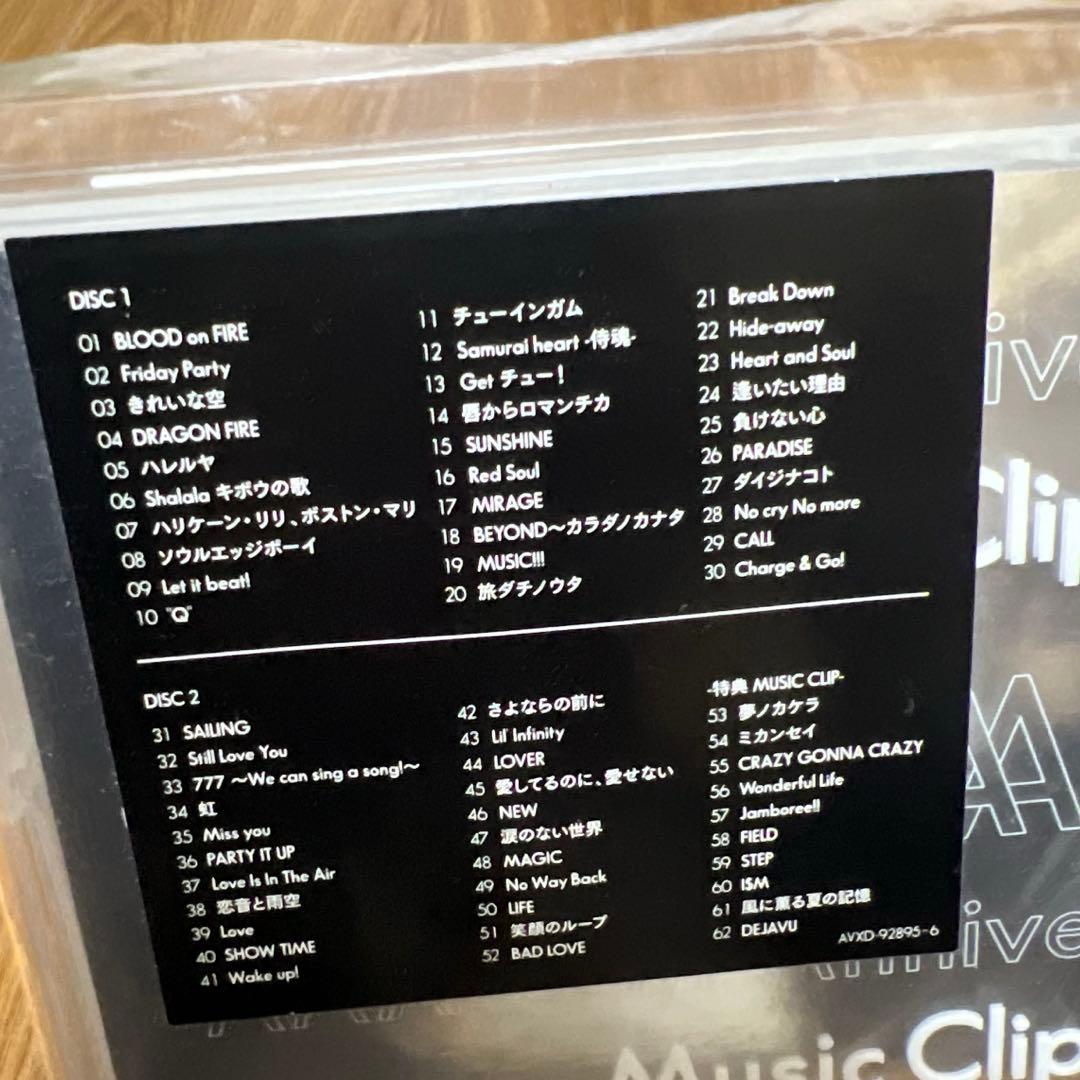 DISC 1
01 BLOOD on FIRE
02 Friday Party
03 きれいな空
04 DRAGON FIRE
05 ハレルヤ
06 Shalala キボウの歌
07 ハリケーン・リリ、ボストン・マリ
08 ソウルエッジボーイ
09 Let it beat!
10 "Q"
11 チューインガム
12 Samurai heart -侍魂-
13 Get チュー!
14 唇からロマンチカ
15 SUNSHINE
16 Red Soul
17 MIRAGE
18 BEYOND～カラダノカナタ
19 MUSIC!!!
20 旅ダチノウタ
21 Break Down
22 Hide-away
23 Heart and Soul
24 逢いたい理由
25 負けない心
26 PARADISE
27 ダイジナコト
28 No cry No more
29 CALL
30 Charge & Go!
DISC 2
31 SAILING
32 Still Love You
33 777 ～We can sing a song!～
34 虹
35 Miss you
36 PARTY IT UP
37 Love Is In The Air
38 恋音と雨空
39 Love
40 SHOW TIME
41 Wake up!
42 さよならの前に
43 Lil' Infinity
44 LOVER
45 愛してるのに、愛せない
46 NEW
47 涙のない世界
48 MAGIC
49 No Way Back
50 LIFE
51 笑顔のループ
52 BAD LOVE
-特典 MUSIC CLIP-
53 夢ノカケラ
54 ミカンセイ
55 CRAZY GONNA CRAZY
56 Wonderful Life
57 Jamboree!!
58 FIELD
59 STEP
60 ISM
61 風に薫る夏の記憶
62 DEJAVU
AVXD-92895~6
iv
Clip
AA
nnive
Music Clip